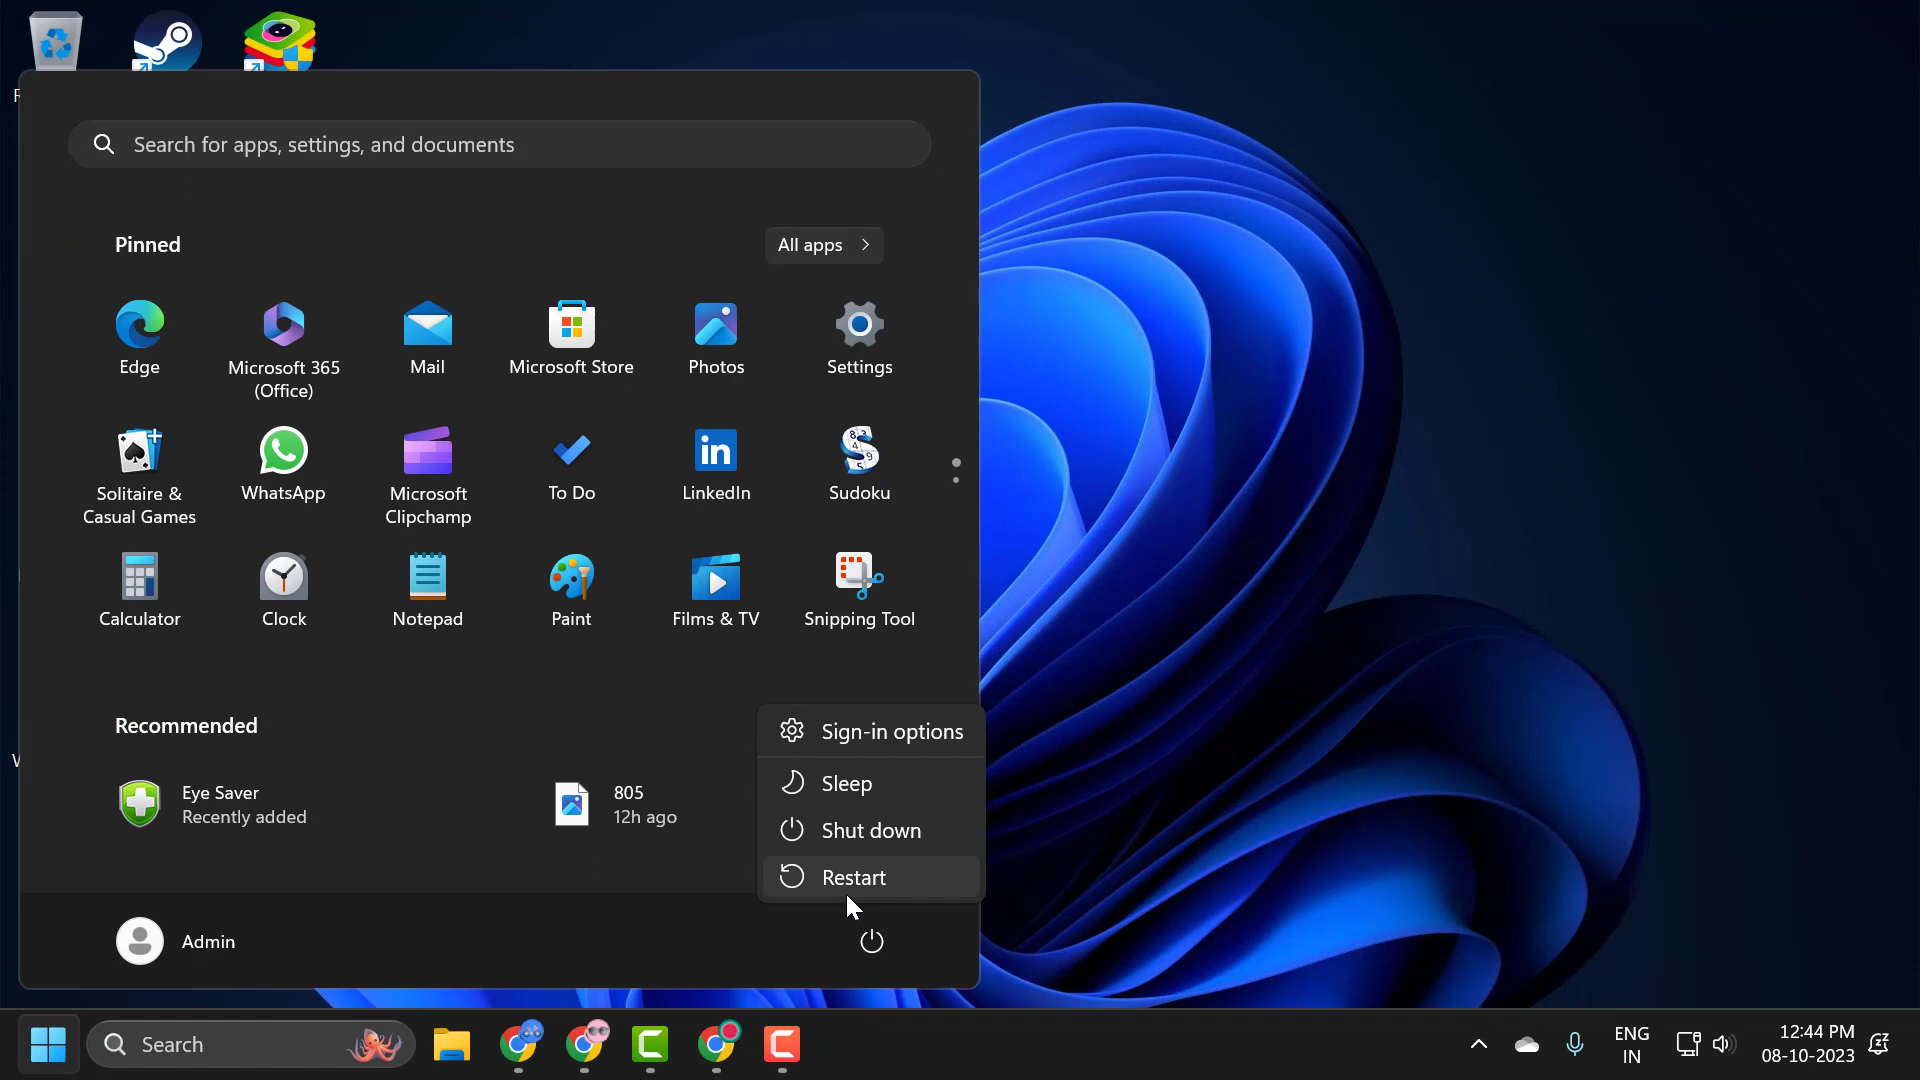 Search for apps, settings, and documents
Pinned
All apps
Edge
Microsoft 365
(Office)
Mail
Microsoft Store
Photos
Settings
Solitaire &
Casual Games
WhatsApp
Microsoft
Clipchamp
To Do
LinkedIn
Sudoku
Calculator
Clock
Notepad
Paint
Films & TV
Snipping Tool
Recommended
Eye Saver
Recently added
805
12h ago
Sign-in options
Sleep
Shut down
Restart
Admin
Search
ENG
IN
12:44 PM
08-10-2023